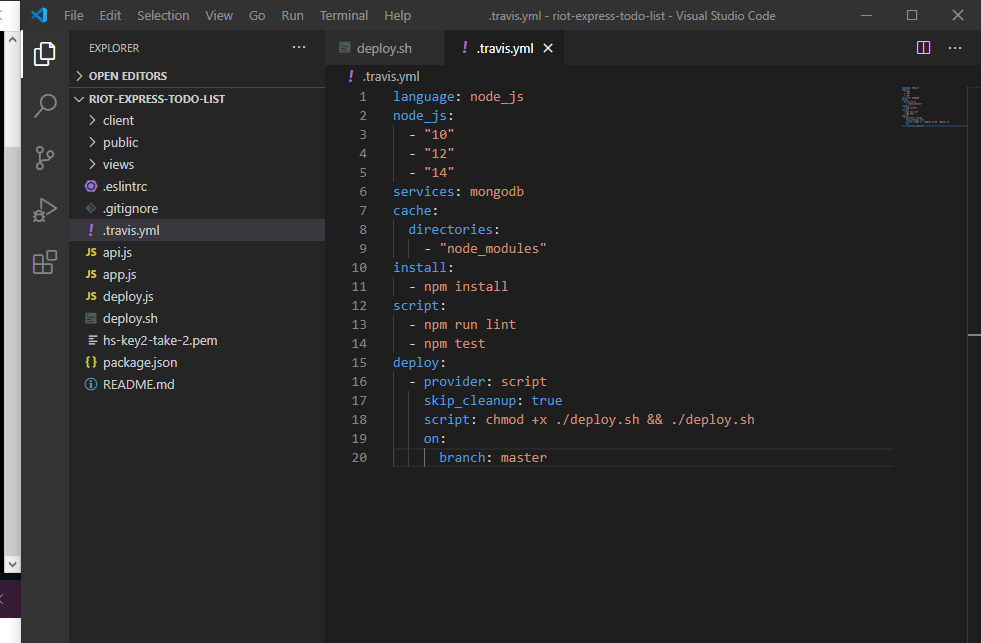 File Edit Selection View Go Run Terminal Help .travis.yml - riot-express-todo-list - Visual Studio Code
EXPLORER
OPEN EDITORS
RIOT-EXPRESS-TODO-LIST
client
public
views
.eslintrc
.gitignore
! .travis.yml
JS api.js
JS app.js
JS deploy.js
deploy.sh
hs-key2-take-2.pem
{} package.json
README.md
deploy.sh ! .travis.yml
! .travis.yml
1 language: node_js
2 node_js:
3 - "10"
4 - "12"
5 - "14"
6 services: mongodb
7 cache:
8 directories:
9 - "node_modules"
10 install:
11 - npm install
12 script:
13 - npm run lint
14 - npm test
15 deploy:
16 - provider: script
17 skip_cleanup: true
18 script: chmod +x ./deploy.sh && ./deploy.sh
19 on:
20 branch: master